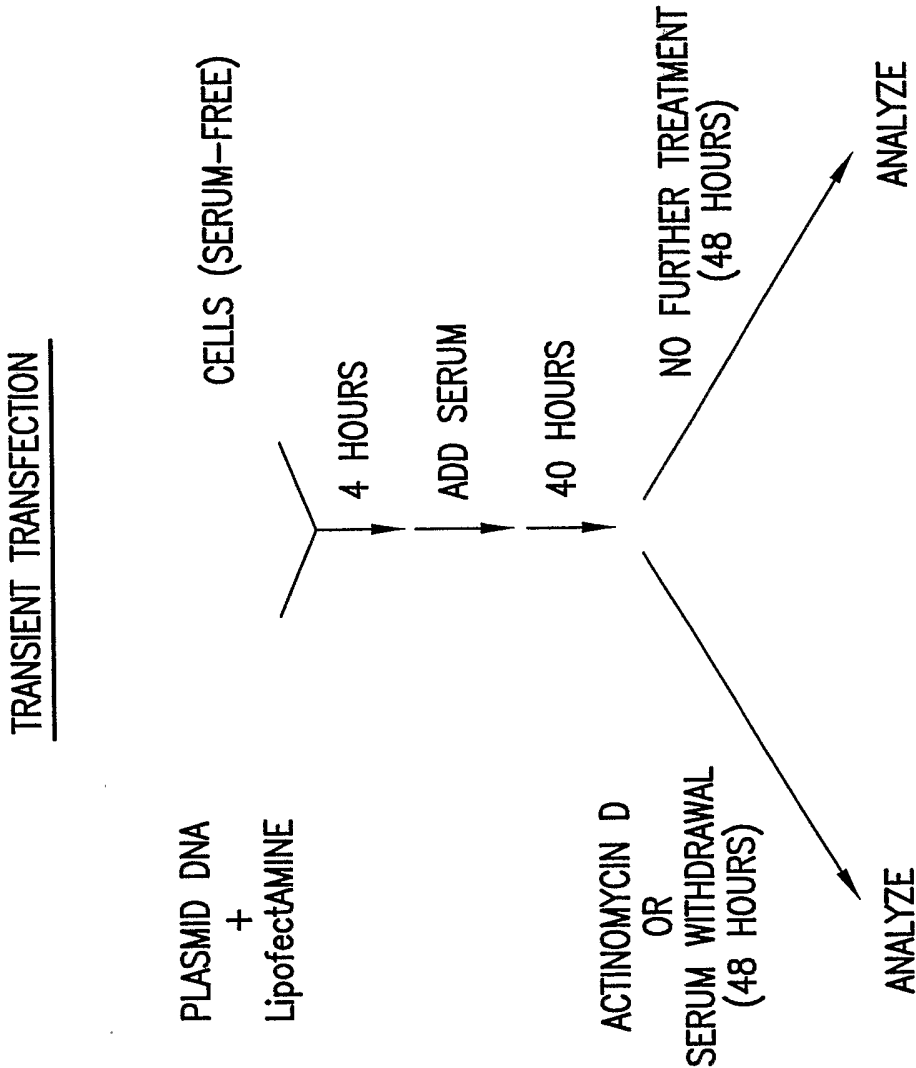 TRANSIENT TRANSFECTION
PLASMID DNA
+
LipofectAMINE
CELLS (SERUM-FREE)
4 HOURS
ADD SERUM
40 HOURS
ACTINOMYCIN D
OR
SERUM WITHDRAWAL
(48 HOURS)
NO FURTHER TREATMENT
(48 HOURS)
ANALYZE
ANALYZE